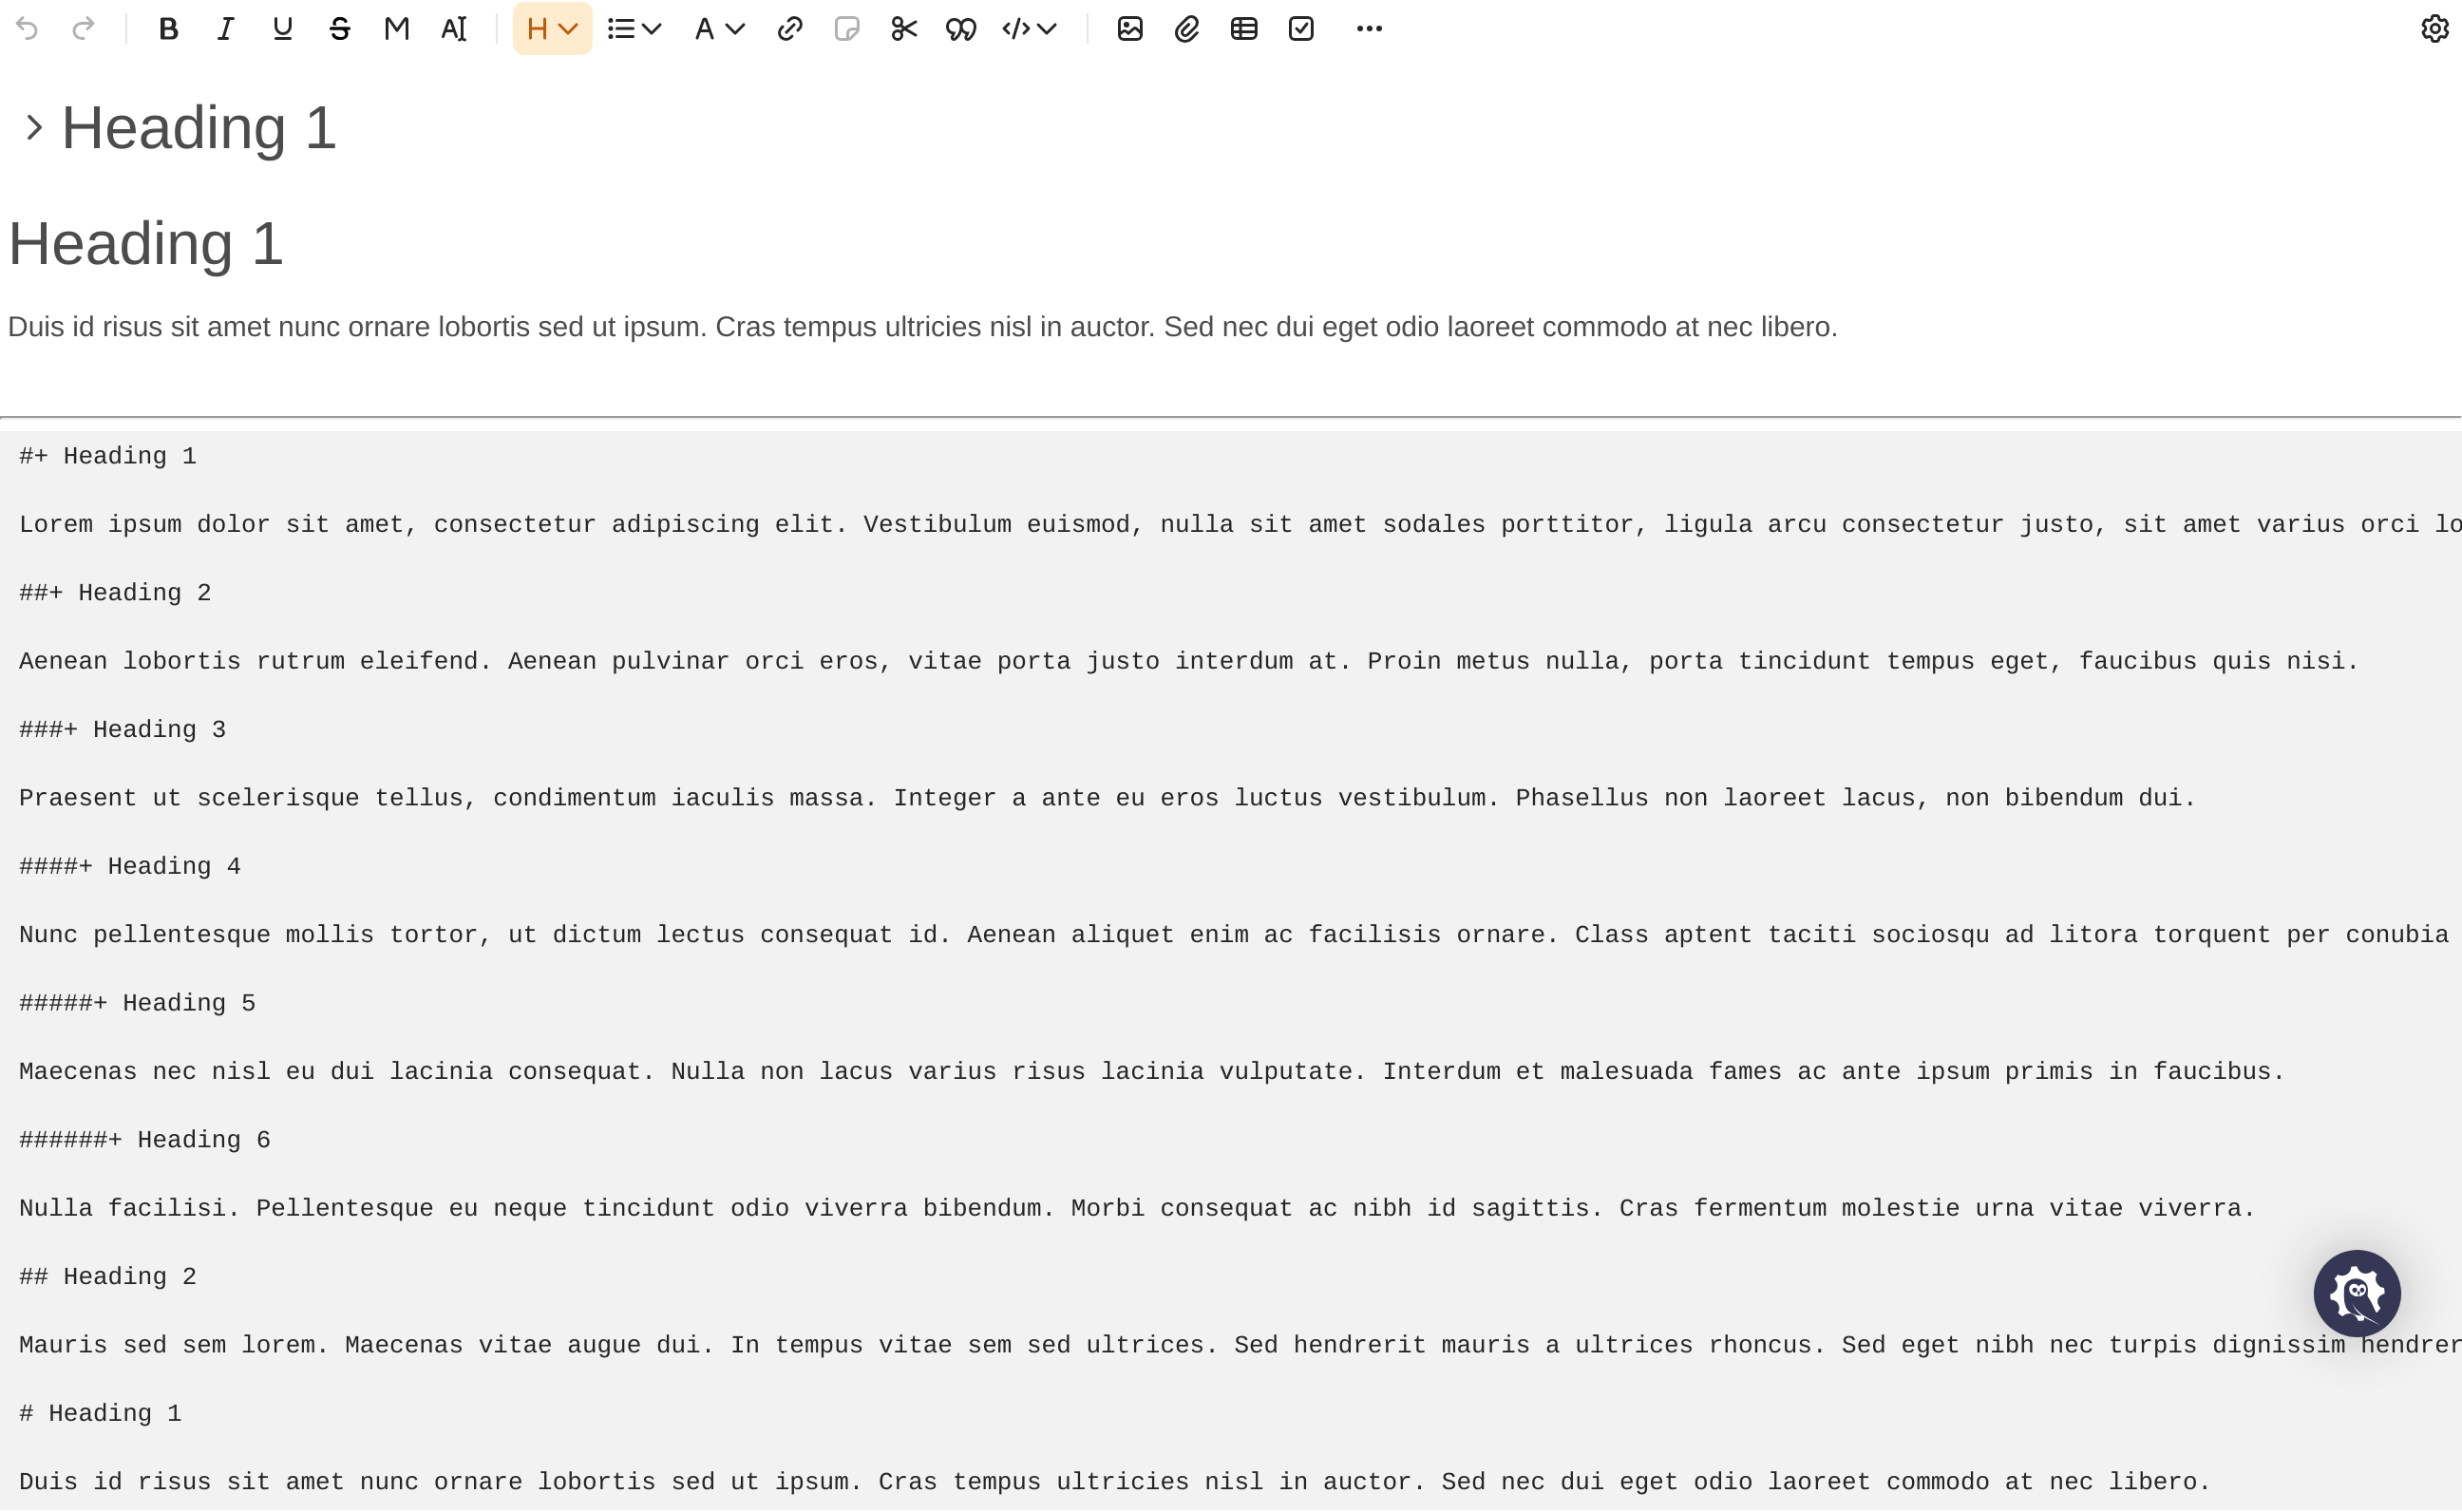 B I U S M A H A
Heading 1
Heading 1
Duis id risus sit amet nunc ornare lobortis sed ut ipsum. Cras tempus ultricies nisl in auctor. Sed nec dui eget odio laoreet commodo at nec libero.
#+ Heading 1
Lorem ipsum dolor sit amet, consectetur adipiscing elit. Vestibulum euismod, nulla sit amet sodales porttitor, ligula arcu consectetur justo, sit amet varius orci lo
##+ Heading 2
Aenean lobortis rutrum eleifend. Aenean pulvinar orci eros, vitae porta justo interdum at. Proin metus nulla, porta tincidunt tempus eget, faucibus quis nisi.
###+ Heading 3
Praesent ut scelerisque tellus, condimentum iaculis massa. Integer a ante eu eros luctus vestibulum. Phasellus non laoreet lacus, non bibendum dui.
####+ Heading 4
Nunc pellentesque mollis tortor, ut dictum lectus consequat id. Aenean aliquet enim ac facilisis ornare. Class aptent taciti sociosqu ad litora torquent per conubia
#####+ Heading 5
Maecenas nec nisl eu dui lacinia consequat. Nulla non lacus varius risus lacinia vulputate. Interdum et malesuada fames ac ante ipsum primis in faucibus.
######+ Heading 6
Nulla facilisi. Pellentesque eu neque tincidunt odio viverra bibendum. Morbi consequat ac nibh id sagittis. Cras fermentum molestie urna vitae viverra.
## Heading 2
Mauris sed sem lorem. Maecenas vitae augue dui. In tempus vitae sem sed ultrices. Sed hendrerit mauris a ultrices rhoncus. Sed eget nibh nec turpis dignissim hendrer
# Heading 1
Duis id risus sit amet nunc ornare lobortis sed ut ipsum. Cras tempus ultricies nisl in auctor. Sed nec dui eget odio laoreet commodo at nec libero.